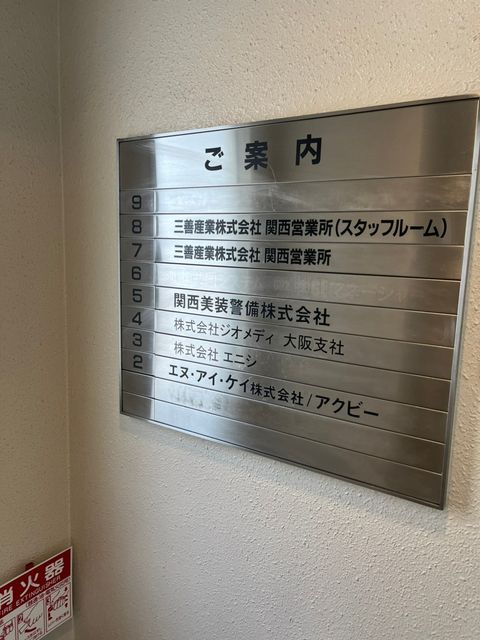 ご案内
9
8 三善産業株式会社 関西営業所(スタッフルーム)
7 三善産業株式会社 関西営業所
6
5 関西美装警備株式会社
4 株式会社ジオメディ 大阪支社
3 株式会社 エニシ
2 エヌ・アイ・ケイ株式会社/アクビー
消火器
FIRE EXTINGUISHER